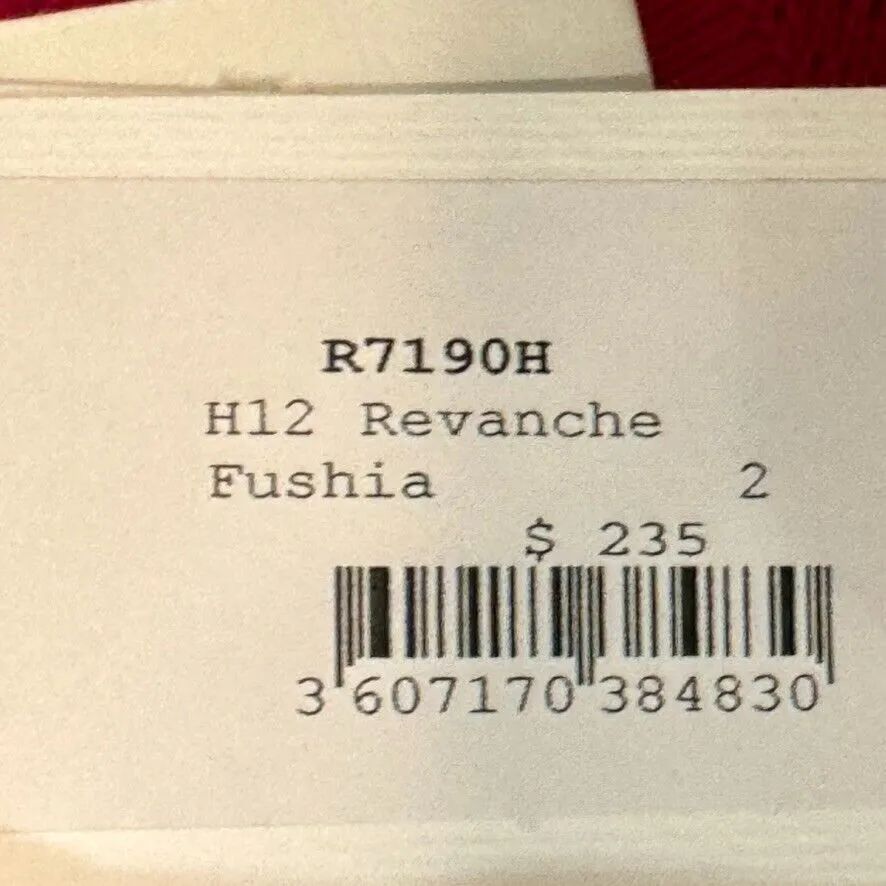 R7190H
H12 Revanche
Fushia 2
$ 235
3 607170 384830